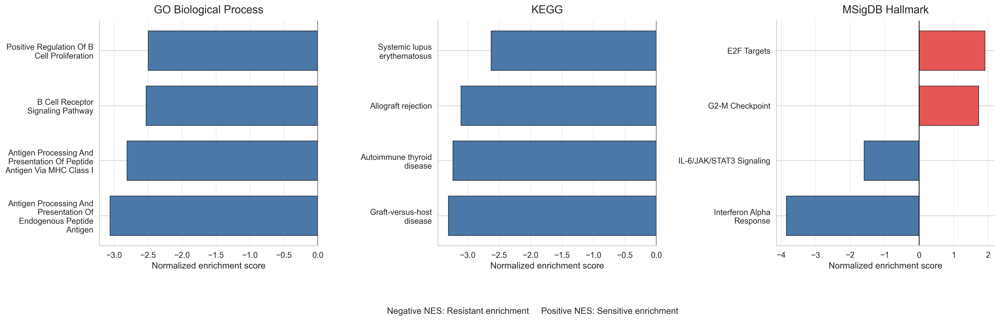 GO Biological Process
Positive Regulation Of B
Cell Proliferation
B Cell Receptor
Signaling Pathway
Antigen Processing And
Presentation Of Peptide
Antigen Via MHC Class I
Antigen Processing And
Presentation Of
Endogenous Peptide
Antigen
−3.0 −2.5 −2.0 −1.5 −1.0 −0.5 0.0
Normalized enrichment score
KEGG
Systemic lupus
erythematosus
Allograft rejection
Autoimmune thyroid
disease
Graft-versus-host
disease
−3.0 −2.5 −2.0 −1.5 −1.0 −0.5 0.0
Normalized enrichment score
MSigDB Hallmark
E2F Targets
G2-M Checkpoint
IL-6/JAK/STAT3 Signaling
Interferon Alpha
Response
−4 −3 −2 −1 0 1 2
Normalized enrichment score
Negative NES: Resistant enrichment Positive NES: Sensitive enrichment